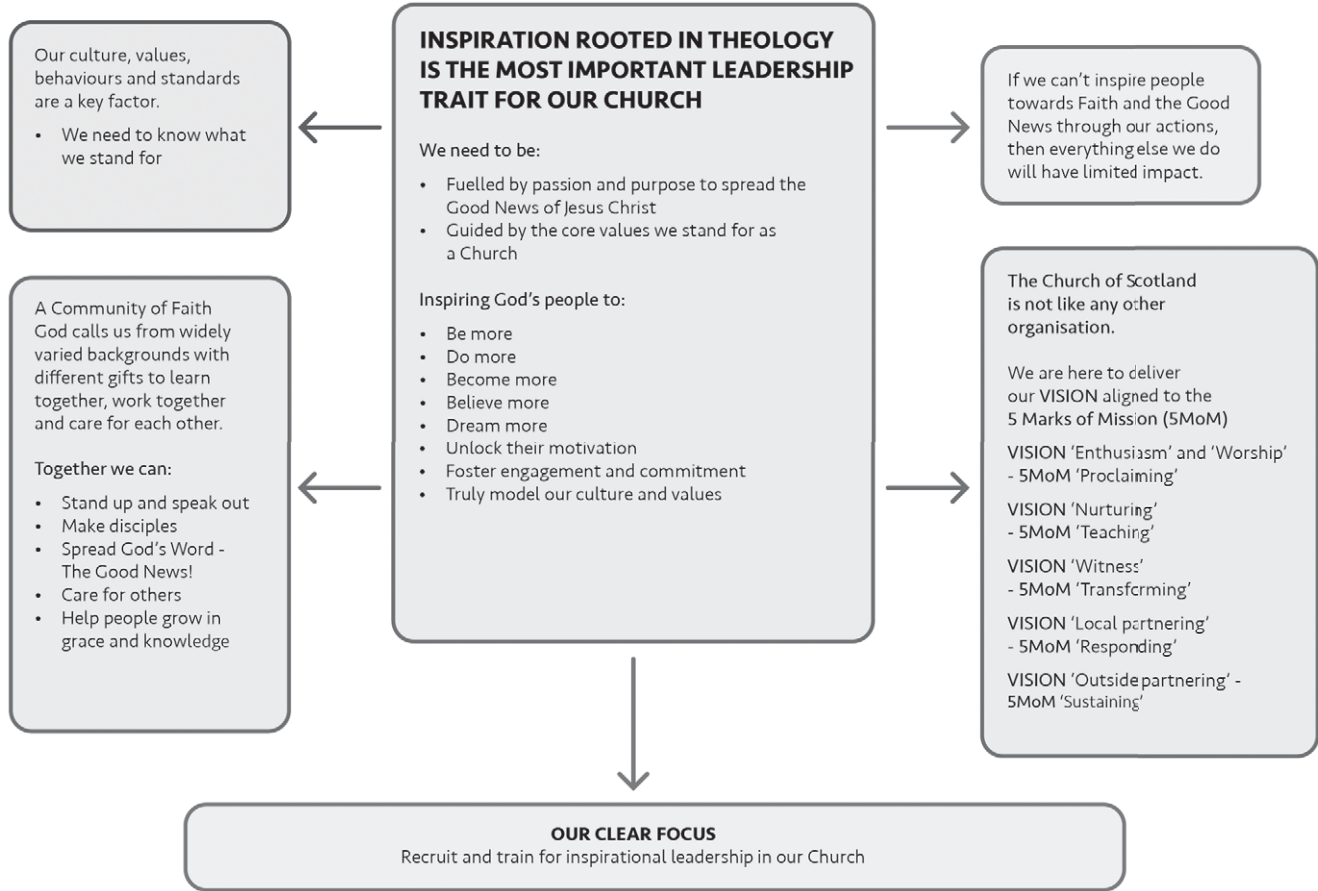 Our culture, values,
behaviours and standards
are a key factor.
• We need to know what
we stand for
A Community of Faith
God calls us from widely
varied backgrounds with
different gifts to learn
together, work together
and care for each other.
Together we can:
• Stand up and speak out
• Make disciples
• Spread God's Word -
The Good News!
• Care for others
• Help people grow in
grace and knowledge
INSPIRATION ROOTED IN THEOLOGY
IS THE MOST IMPORTANT LEADERSHIP
TRAIT FOR OUR CHURCH
We need to be:
• Fuelled by passion and purpose to spread the
Good News of Jesus Christ
• Guided by the core values we stand for as
a Church
Inspiring God's people to:
• Be more
• Do more
• Become more
• Believe more
• Dream more
• Unlock their motivation
• Foster engagement and commitment
• Truly model our culture and values
If we can't inspire people
towards Faith and the Good
News through our actions,
then everything else we do
will have limited impact.
The Church of Scotland
is not like any other
organisation.
We are here to deliver
our VISION aligned to the
5 Marks of Mission (5MoM)
VISION 'Enthusiasm' and 'Worship'
- 5MoM 'Proclaiming'
VISION 'Nurturing'
- 5MoM 'Teaching'
VISION 'Witness'
- 5MoM 'Transforming'
VISION 'Local partnering'
- 5MoM 'Responding'
VISION 'Outside partnering' -
5MoM 'Sustaining'
OUR CLEAR FOCUS
Recruit and train for inspirational leadership in our Church